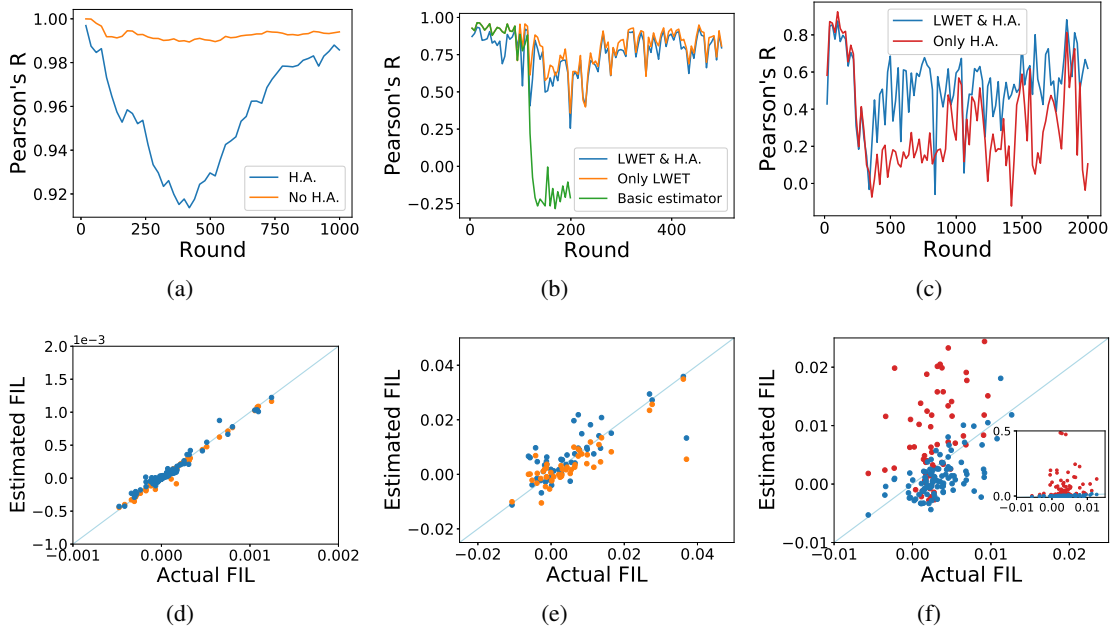 1.00
0.98
0.96
0.94
0.92
Pearson's R
H.A.
No H.A.
0 250 500 750 1000
Round
(a)
1.00
0.75
0.50
0.25
0.00
−0.25
Pearson's R
LWET & H.A.
Only LWET
Basic estimator
0 200 400
Round
(b)
0.8
0.6
0.4
0.2
0.0
Pearson's R
LWET & H.A.
Only H.A.
0 500 1000 1500 2000
Round
(c)
1e−3
2.0
1.5
1.0
0.5
0.0
−0.5
−1.0
Estimated FIL
−0.001 0.000 0.001 0.002
Actual FIL
(d)
0.04
0.02
0.00
−0.02
Estimated FIL
−0.02 0.00 0.02 0.04
Actual FIL
(e)
0.02
0.01
0.00
−0.01
Estimated FIL
0.5
0.0
−0.01 0.00 0.01
−0.01 0.00 0.01 0.02
Actual FIL
(f)